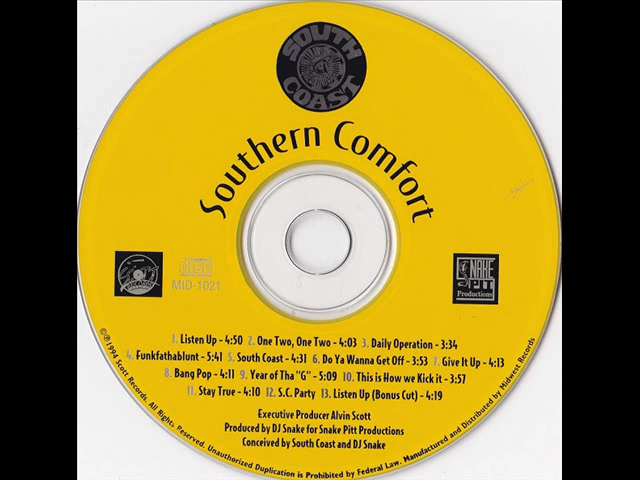 SOUTH
COAST
Southern Comfort
MID-1021
SNAKE
PIT
Productions
1. Listen Up - 4:50 2. One Two, One Two - 4:03 3. Daily Operation - 3:34
4. Funkfathablunt - 5:41 5. South Coast - 4:31 6. Do Ya Wanna Get Off - 3:53 7. Give It Up - 4:13
8. Bang Pop - 4:11 9. Year of Tha "G" - 5:09 10. This is How we Kick it - 3:57
11. Stay True - 4:10 12. S.C. Party 13. Listen Up (Bonus Cut) - 4:19
Executive Producer Alvin Scott
Produced by DJ Snake for Snake Pitt Productions
Conceived by South Coast and DJ Snake
©℗1994 Scott Records. All Rights Reserved. Unauthorized Duplication is Prohibited by Federal Law. Manufactured and Distributed by Midwest Records